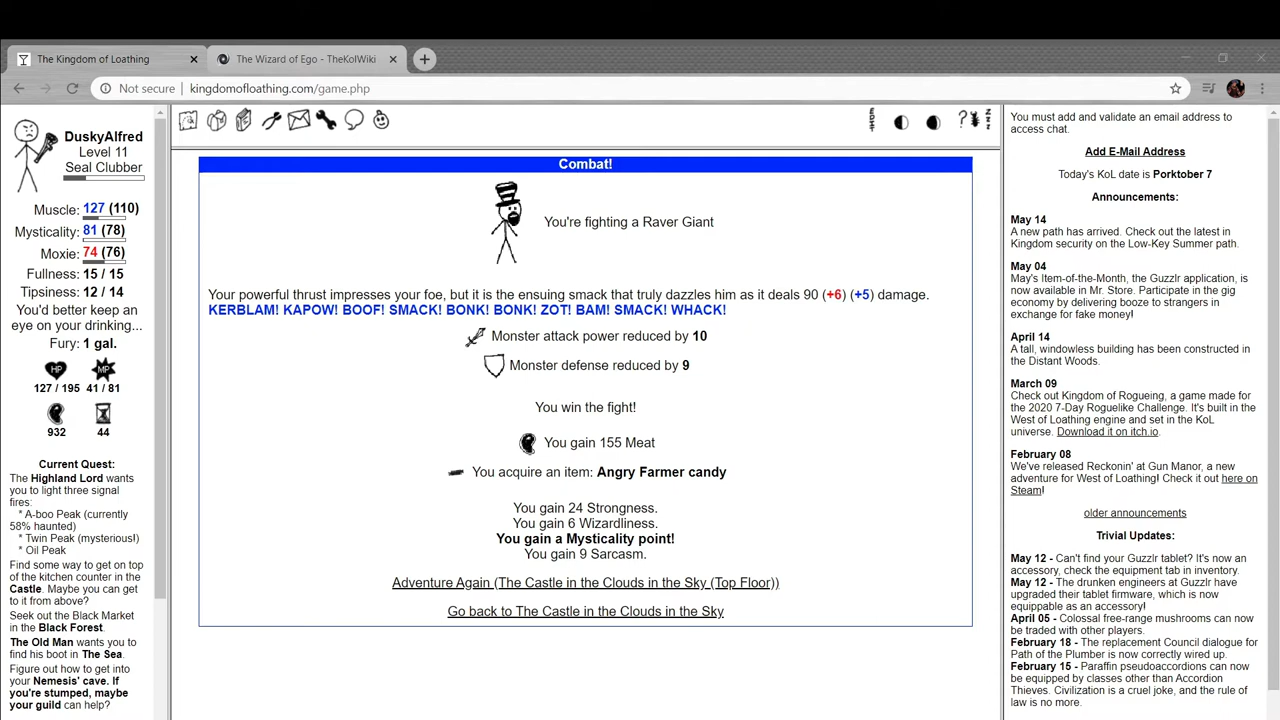 The Kingdom of Loathing
The Wizard of Ego - TheKolWiki
Not secure
kingdomofloathing.com/game.php
DuskyAlfred
Level 11
Seal Clubber
Muscle: 127 (110)
Mysticality: 81 (78)
Moxie: 74 (76)
Fullness: 15 / 15
Tipsiness: 12 / 14
You'd better keep an
eye on your drinking...
Fury: 1 gal.
HP
MP
127 / 195
41 / 81
932
44
Current Quest:
The Highland Lord wants
you to light three signal
fires:
* A-boo Peak (currently
58% haunted)
* Twin Peak (mysterious!)
* Oil Peak
Find some way to get on top
of the kitchen counter in the
Castle. Maybe you can get
to it from above?
Seek out the Black Market
in the Black Forest.
The Old Man wants you to
find his boot in The Sea.
Figure out how to get into
your Nemesis' cave. If
you're stumped, maybe
your guild can help?
Combat!
You're fighting a Raver Giant
Your powerful thrust impresses your foe, but it is the ensuing smack that truly dazzles him as it deals 90 (+6) (+5) damage.
KERBLAM! KAPOW! BOOF! SMACK! BONK! BONK! ZOT! BAM! SMACK! WHACK!
Monster attack power reduced by 10
Monster defense reduced by 9
You win the fight!
You gain 155 Meat
You acquire an item: Angry Farmer candy
You gain 24 Strongness.
You gain 6 Wizardliness.
You gain a Mysticality point!
You gain 9 Sarcasm.
Adventure Again (The Castle in the Clouds in the Sky (Top Floor))
Go back to The Castle in the Clouds in the Sky
You must add and validate an email address to
access chat.
Add E-Mail Address
Today's KoL date is Porktober 7
Announcements:
May 14
A new path has arrived. Check out the latest in
Kingdom security on the Low-Key Summer path.
May 04
May's Item-of-the-Month, the Guzzlr application, is
now available in Mr. Store. Participate in the gig
economy by delivering booze to strangers in
exchange for fake money!
April 14
A tall, windowless building has been constructed in
the Distant Woods.
March 09
Check out Kingdom of Rogueing, a game made for
the 2020 7-Day Roguelike Challenge. It's built in the
West of Loathing engine and set in the KoL
universe. Download it on itch.io.
February 08
We've released Reckonin' at Gun Manor, a new
adventure for West of Loathing! Check it out here on
Steam!
older announcements
Trivial Updates:
May 12 - Can't find your Guzzlr tablet? It's now an
accessory, check the equipment tab in inventory.
May 12 - The drunken engineers at Guzzlr have
upgraded their tablet firmware, which is now
equippable as an accessory!
April 05 - Colossal free-range mushrooms can now
be traded with other players.
February 18 - The replacement Council dialogue for
Path of the Plumber is now correctly wired up.
February 15 - Paraffin pseudoaccordions can now
be equipped by classes other than Accordion
Thieves. Civilization is a cruel joke, and the rule of
law is no more.